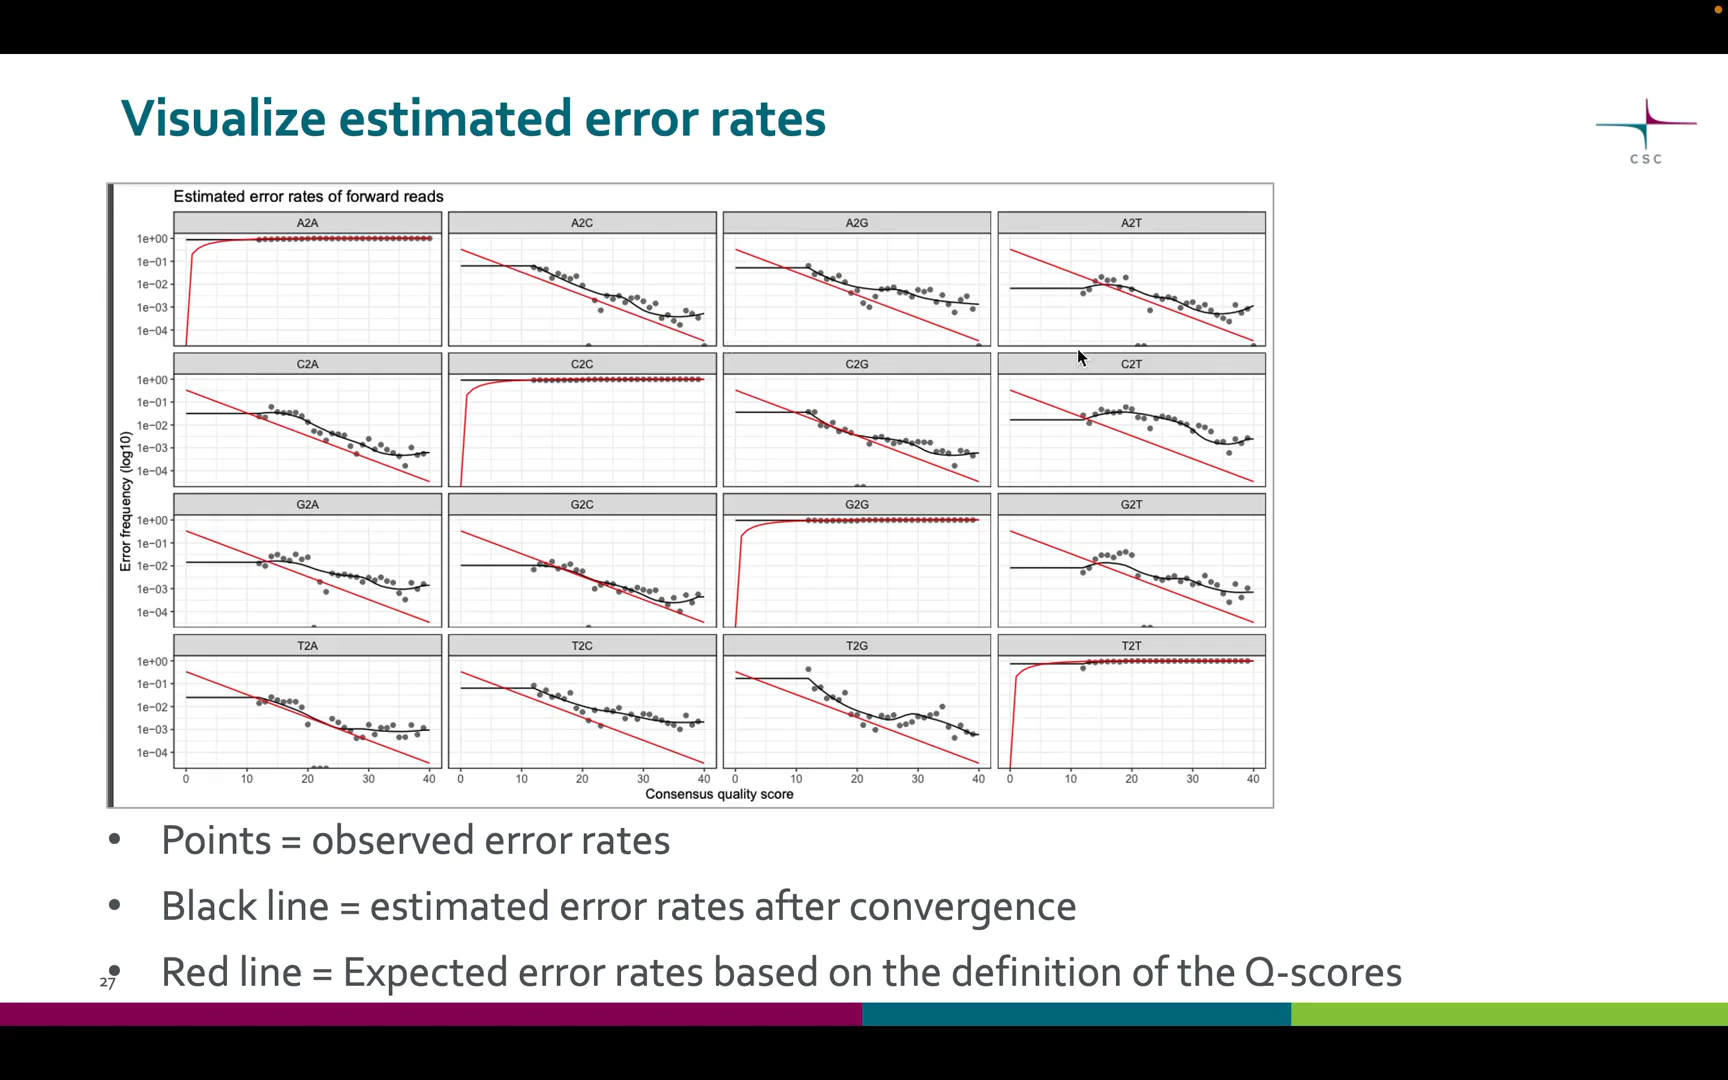 Visualize estimated error rates
CSC
Estimated error rates of forward reads
A2A A2C A2G A2T
1e+00
1e−01
1e−02
1e−03
1e−04
C2A C2C C2G C2T
1e+00
1e−01
1e−02
1e−03
1e−04
G2A G2C G2G G2T
1e+00
1e−01
1e−02
1e−03
1e−04
T2A T2C T2G T2T
1e+00
1e−01
1e−02
1e−03
1e−04
Error frequency (log10)
0 10 20 30 40 0 10 20 30 40 0 10 20 30 40 0 10 20 30 40
Consensus quality score
• Points = observed error rates
• Black line = estimated error rates after convergence
• Red line = Expected error rates based on the definition of the Q-scores
27